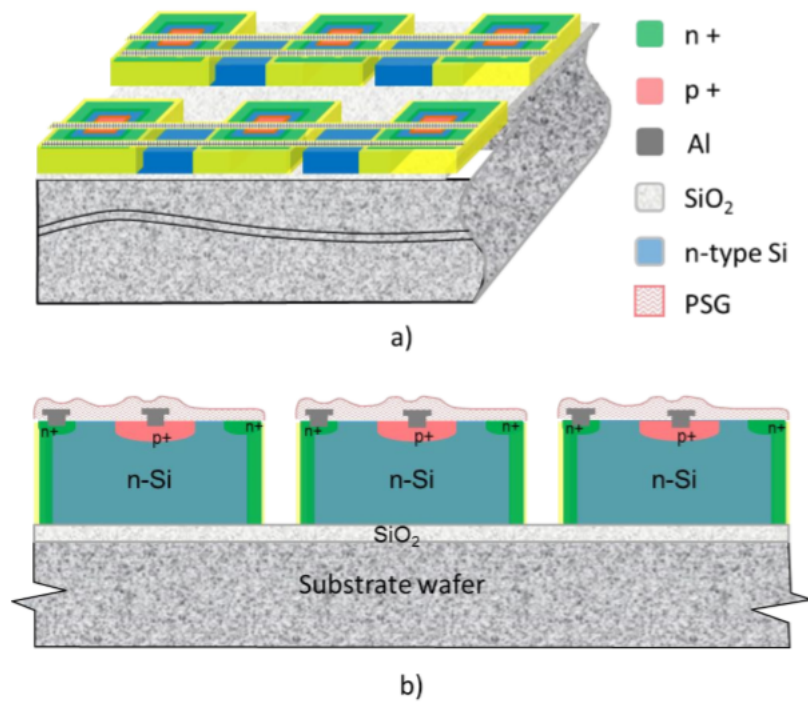 n +
p +
Al
SiO₂
n-type Si
PSG
a)
n+ p+ n+ n+ p+ n+ n+ p+ n+
n-Si n-Si n-Si
SiO₂
Substrate wafer
b)